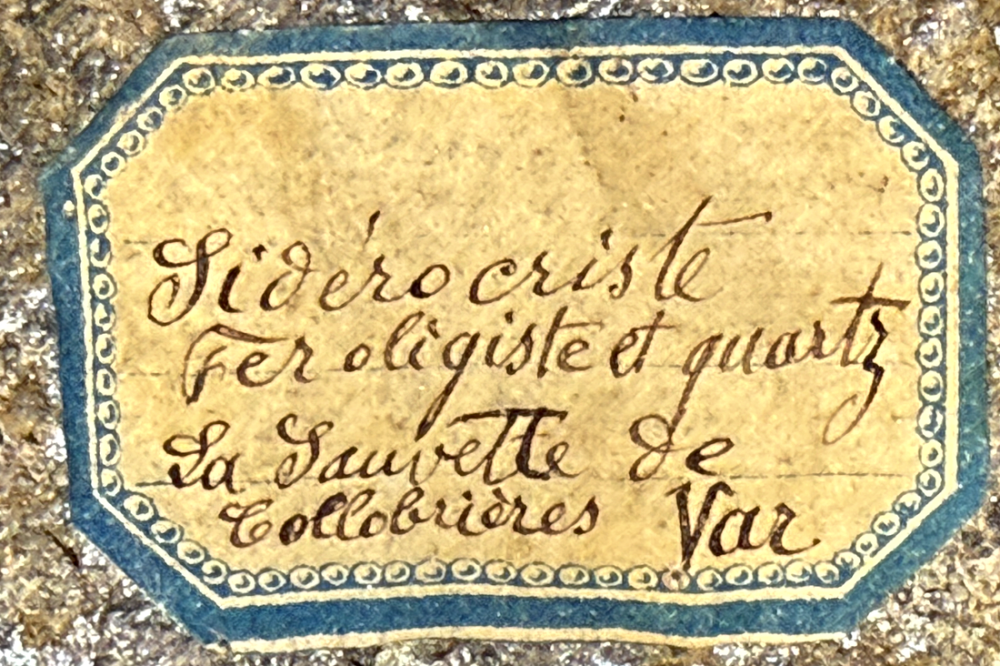 Sidérocriste
Fer oligiste et quartz
La Sauvette de
Collobrières Var